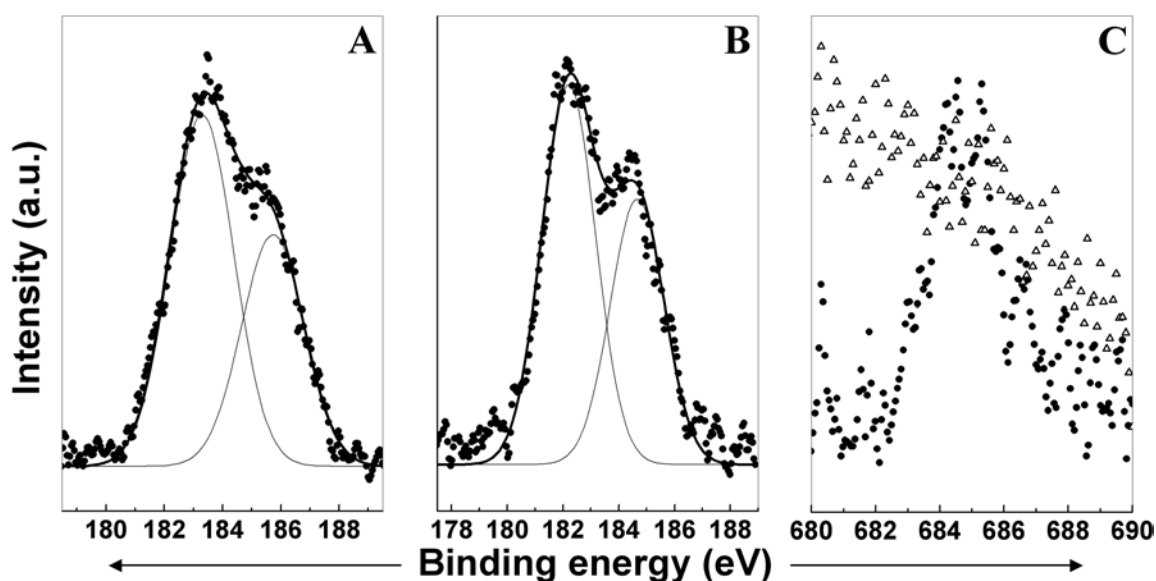 A
B
C
Intensity (a.u.)
180 182 184 186 188
178 180 182 184 186 188
680 682 684 686 688 690
Binding energy (eV)